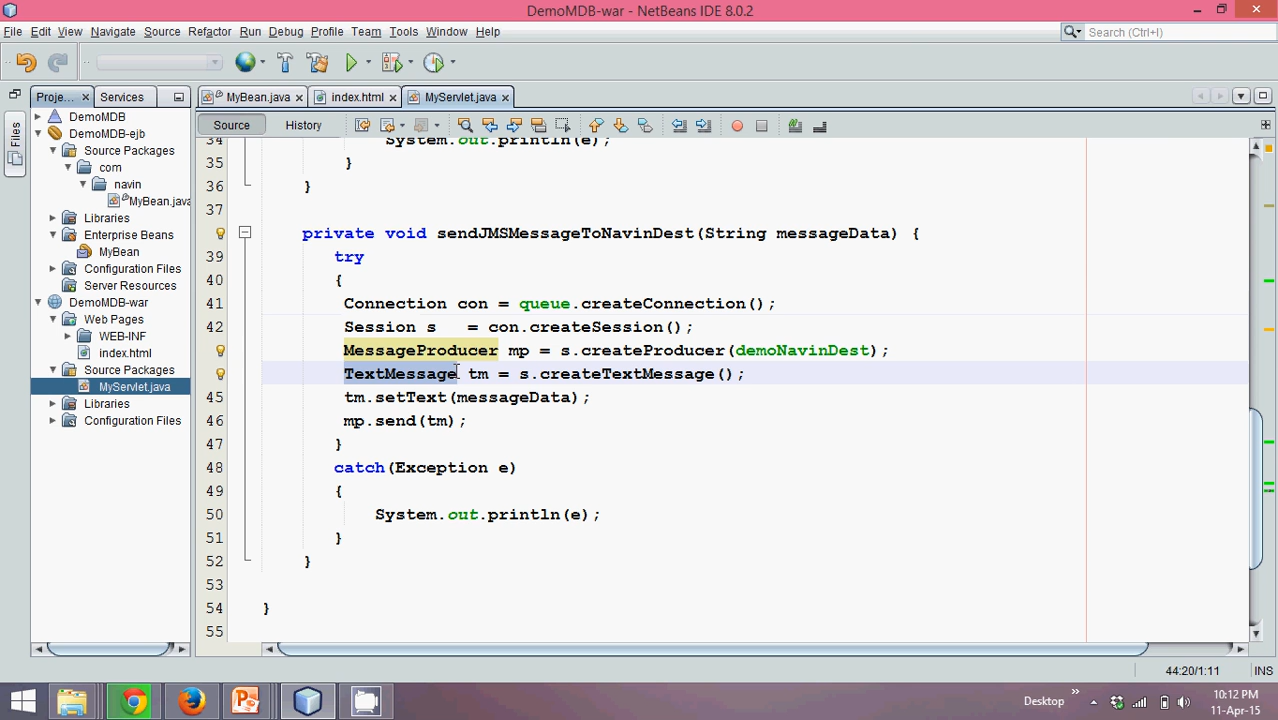 DemoMDB-war - NetBeans IDE 8.0.2
File Edit View Navigate Source Refactor Run Debug Profile Team Tools Window Help
Search (Ctrl+I)
Proje... Services
MyBean.java index.html MyServlet.java
Files
Source History
DemoMDB
DemoMDB-ejb
Source Packages
com
navin
MyBean.java
Libraries
Enterprise Beans
MyBean
Configuration Files
Server Resources
DemoMDB-war
Web Pages
WEB-INF
index.html
Source Packages
MyServlet.java
Libraries
Configuration Files
34 System.out.println(e);
35 }
36 }
37
private void sendJMSMessageToNavinDest(String messageData) {
39 try
40 {
41 Connection con = queue.createConnection();
42 Session s = con.createSession();
MessageProducer mp = s.createProducer(demoNavinDest);
TextMessage tm = s.createTextMessage();
45 tm.setText(messageData);
46 mp.send(tm);
47 }
48 catch(Exception e)
49 {
50 System.out.println(e);
51 }
52 }
53
54 }
55
44:20/1:11 INS
Desktop
10:12 PM
11-Apr-15